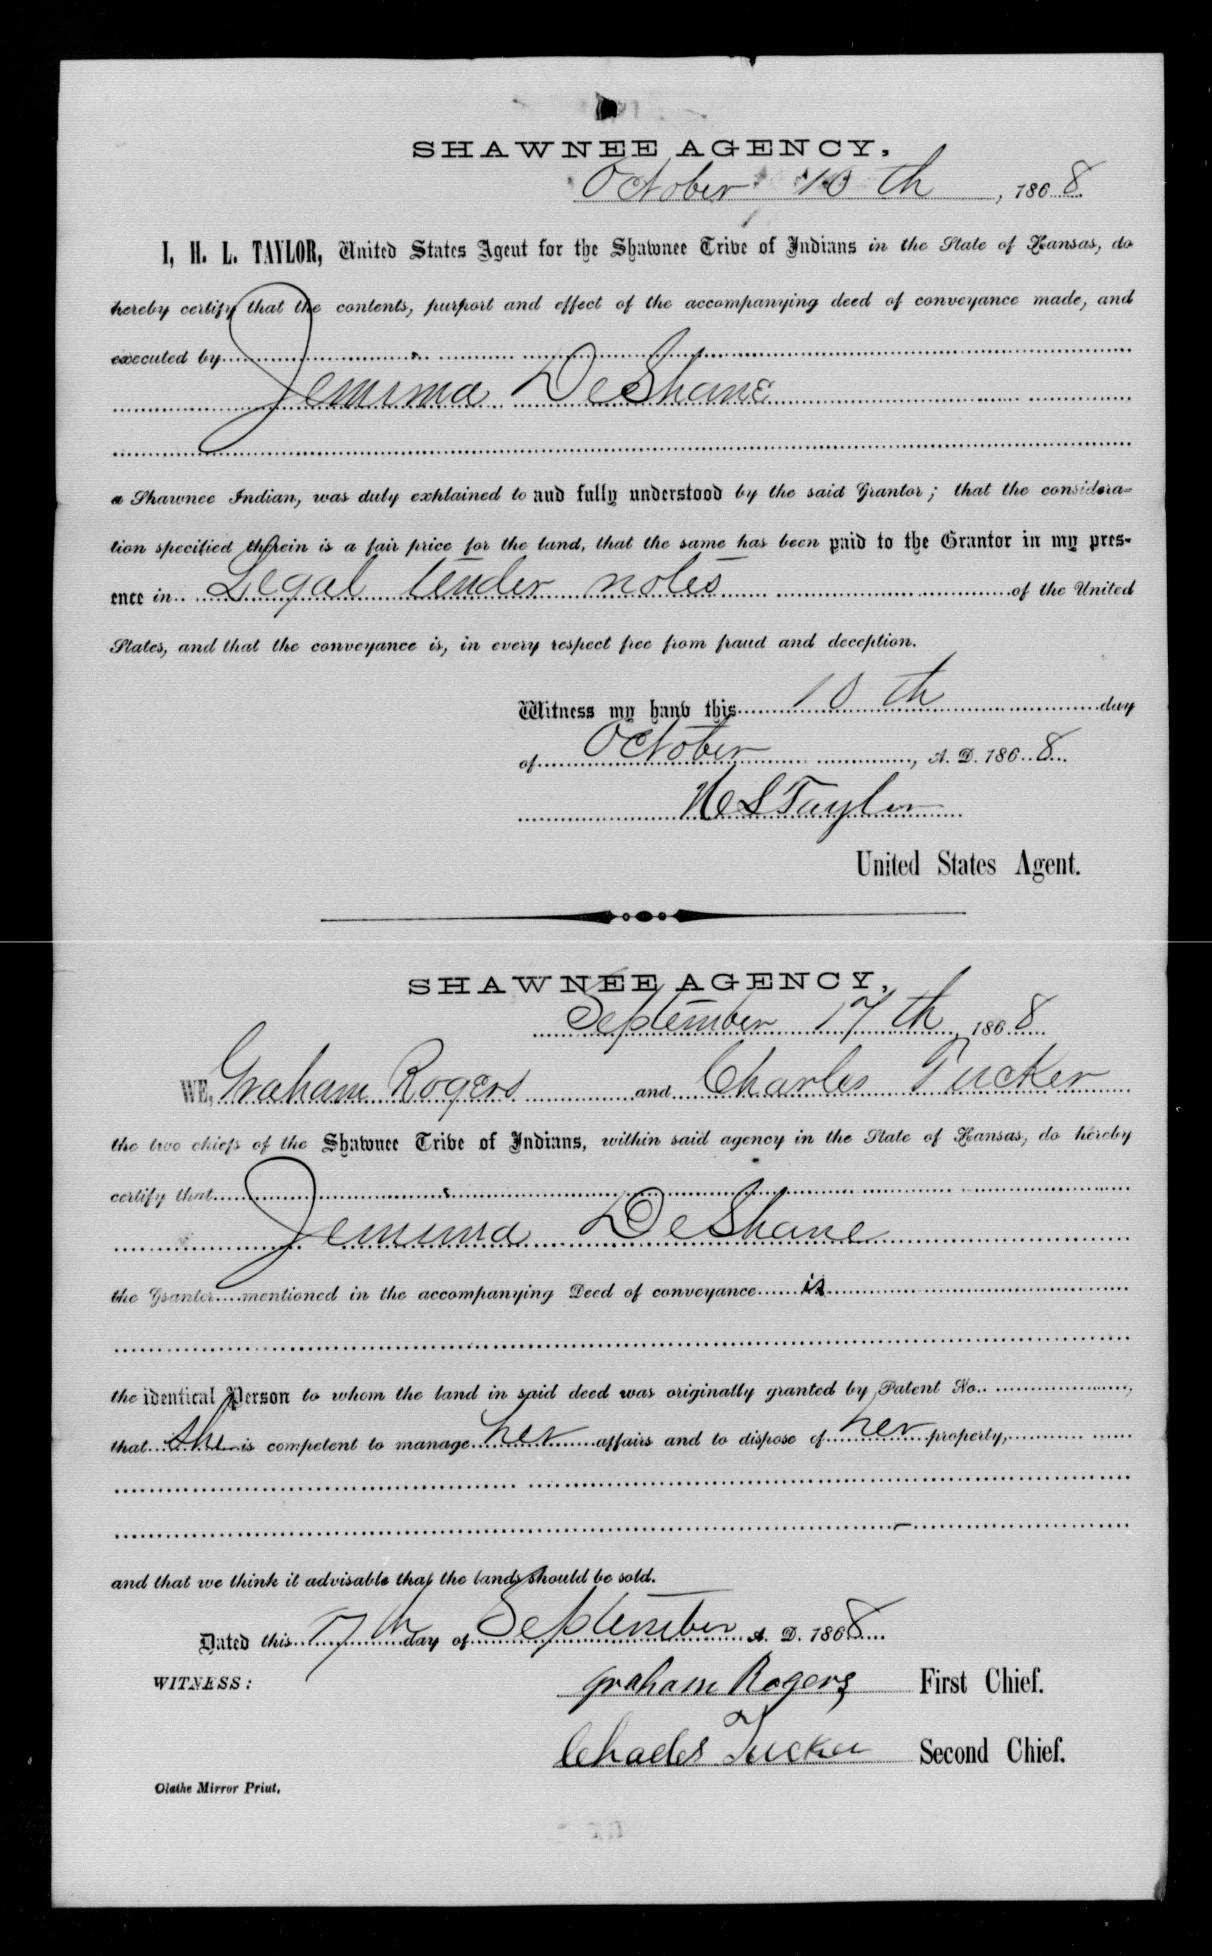 SHAWNEE AGENCY,
October 10 th, 1868
I, H. L. TAYLOR, United States Agent for the Shawnee Tribe of Indians in the State of Kansas, do
hereby certify that the contents, purport and effect of the accompanying deed of conveyance made, and
executed by
Jemima DeShane
a Shawnee Indian, was duly explained to and fully understood by the said Grantor; that the considera-
tion specified therein is a fair price for the land, that the same has been paid to the Grantor in my pres-
ence in Legal tender notes of the United
States, and that the conveyance is, in every respect free from fraud and deception.
Witness my hand this 10 th day
of October, A. D. 1868
H L Taylor
United States Agent.
SHAWNEE AGENCY,
September 17 th, 1868
WE, Graham Rogers and Charles Tucker
the two chiefs of the Shawnee Tribe of Indians, within said agency in the State of Kansas, do hereby
certify that
Jemima DeShane
the Grantor mentioned in the accompanying Deed of conveyance is
the identical Person to whom the land in said deed was originally granted by Patent No.
that she is competent to manage her affairs and to dispose of her property,
and that we think it advisable that the lands should be sold.
Dated this 17th day of September A. D. 1868
WITNESS:
Graham Rogers First Chief.
Charles Tucker Second Chief.
Olathe Mirror Print.